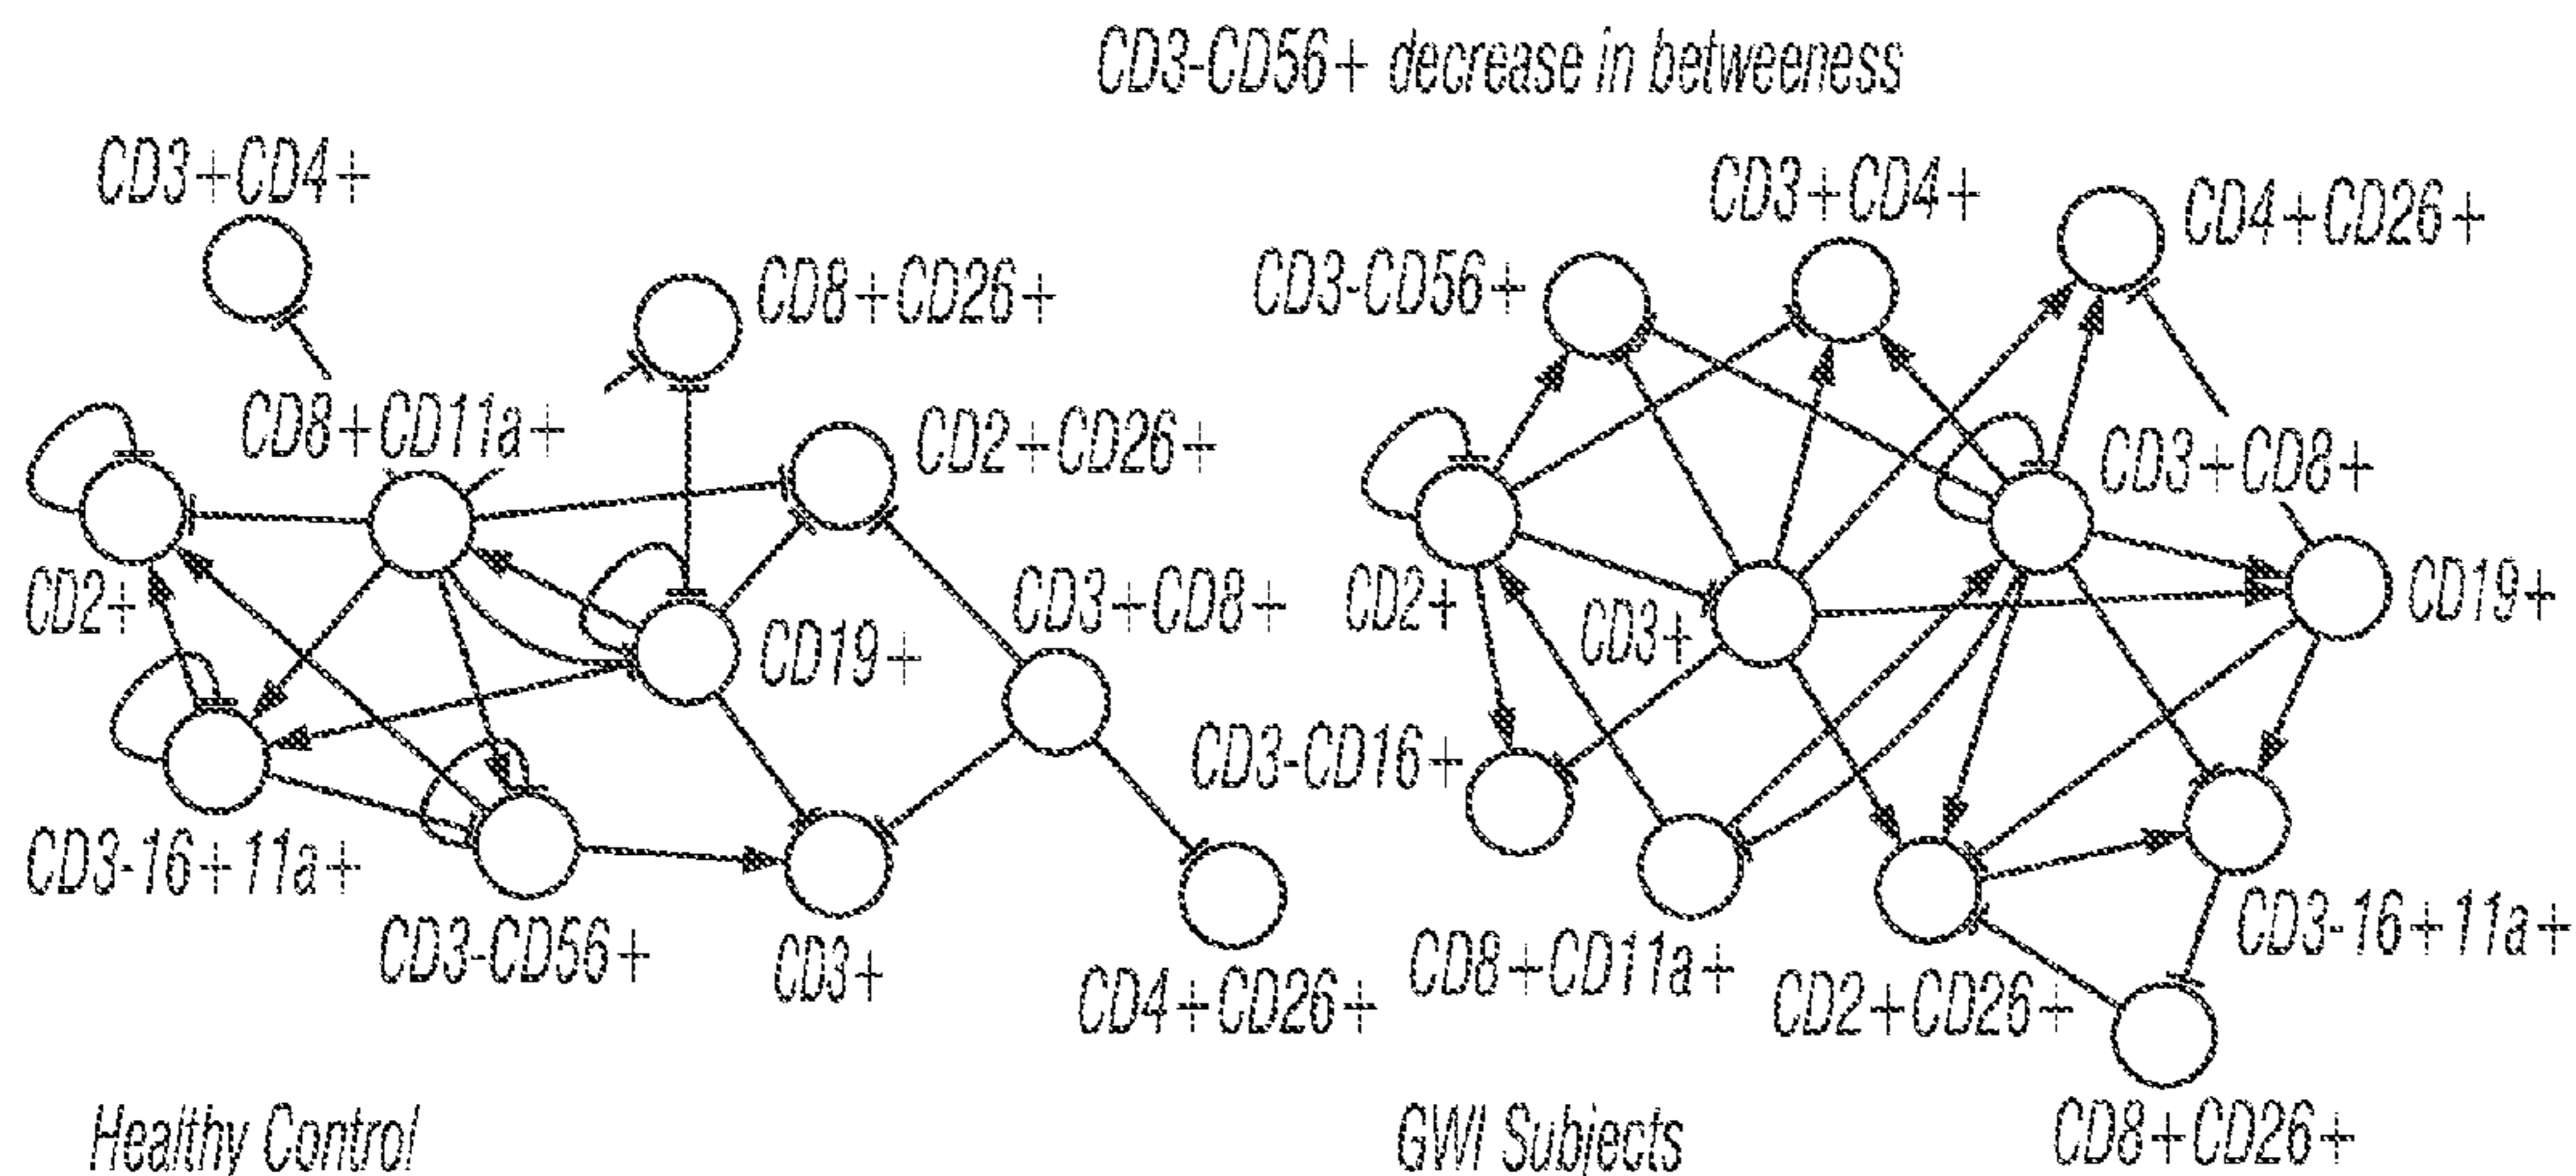 CD3-CD56+ decrease in betweeness
CD3+CD4+
CD8+CD26+
CD8+CD11a+
CD2+CD26+
CD2+
CD3+CD8+
CD19+
CD3-16+11a+
CD3-CD56+
CD3+
CD4+CD26+
Healthy Control
CD3+CD4+
CD4+CD26+
CD3-CD56+
CD3+CD8+
CD2+
CD3+
CD19+
CD3-CD16+
CD8+CD11a+
CD2+CD26+
CD3-16+11a+
CD8+CD26+
GWI Subjects